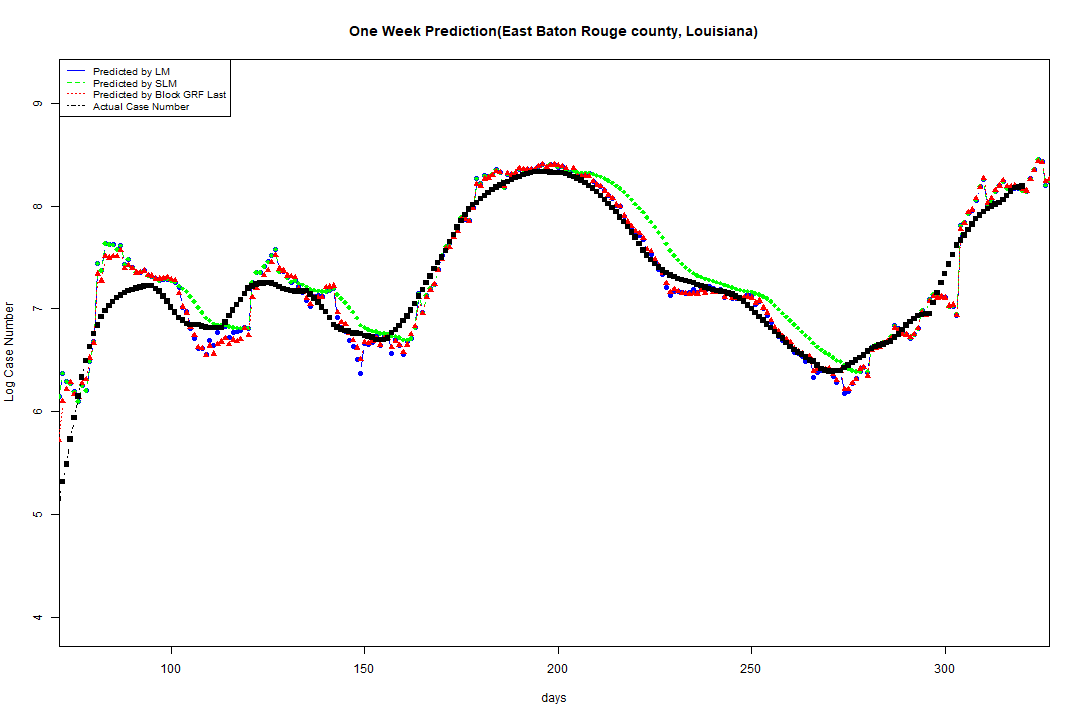 One Week Prediction(East Baton Rouge county, Louisiana)
Predicted by LM
Predicted by SLM
Predicted by Block GRF Last
Actual Case Number
9
8
7
6
5
4
Log Case Number
100 150 200 250 300
days